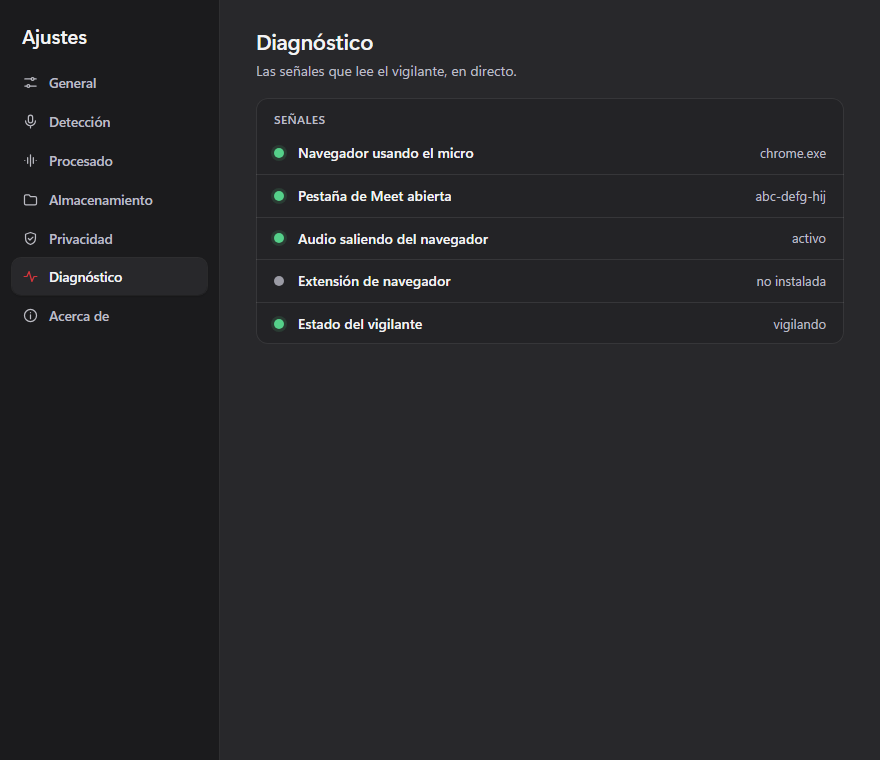 Ajustes
General
Detección
Procesado
Almacenamiento
Privacidad
Diagnóstico
Acerca de
Diagnóstico
Las señales que lee el vigilante, en directo.
SEÑALES
Navegador usando el micro chrome.exe
Pestaña de Meet abierta abc-defg-hij
Audio saliendo del navegador activo
Extensión de navegador no instalada
Estado del vigilante vigilando